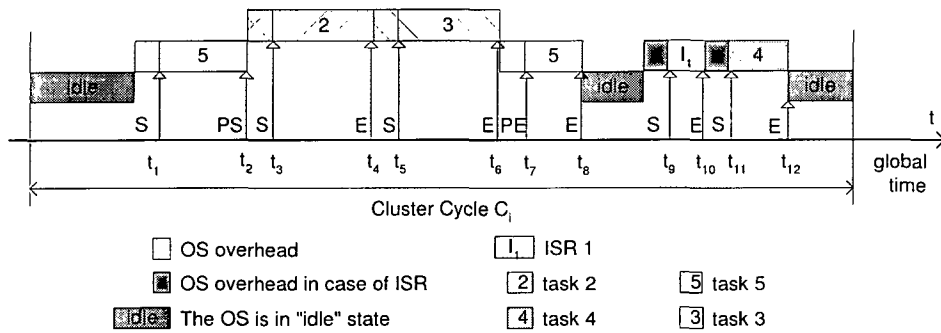 2 3
5 5 I₁ 4
idle idle idle
S PS S E S E PE E S E S E t
t₁ t₂ t₃ t₄ t₅ t₆ t₇ t₈ t₉ t₁₀ t₁₁ t₁₂ global
time
Cluster Cycle Cᵢ
OS overhead I₁ ISR 1
OS overhead in case of ISR 2 task 2 5 task 5
idle The OS is in "idle" state 4 task 4 3 task 3